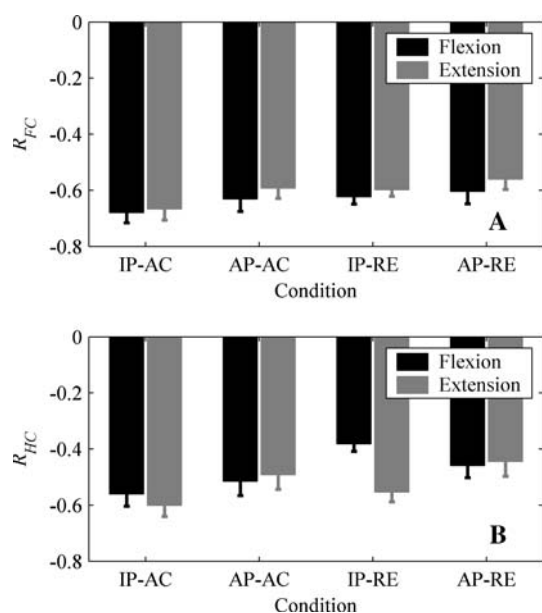 0
-0.2
-0.4
-0.6
-0.8
R_FC
Flexion
Extension
A
IP-AC AP-AC IP-RE AP-RE
Condition
0
-0.2
-0.4
-0.6
-0.8
R_HC
Flexion
Extension
B
IP-AC AP-AC IP-RE AP-RE
Condition